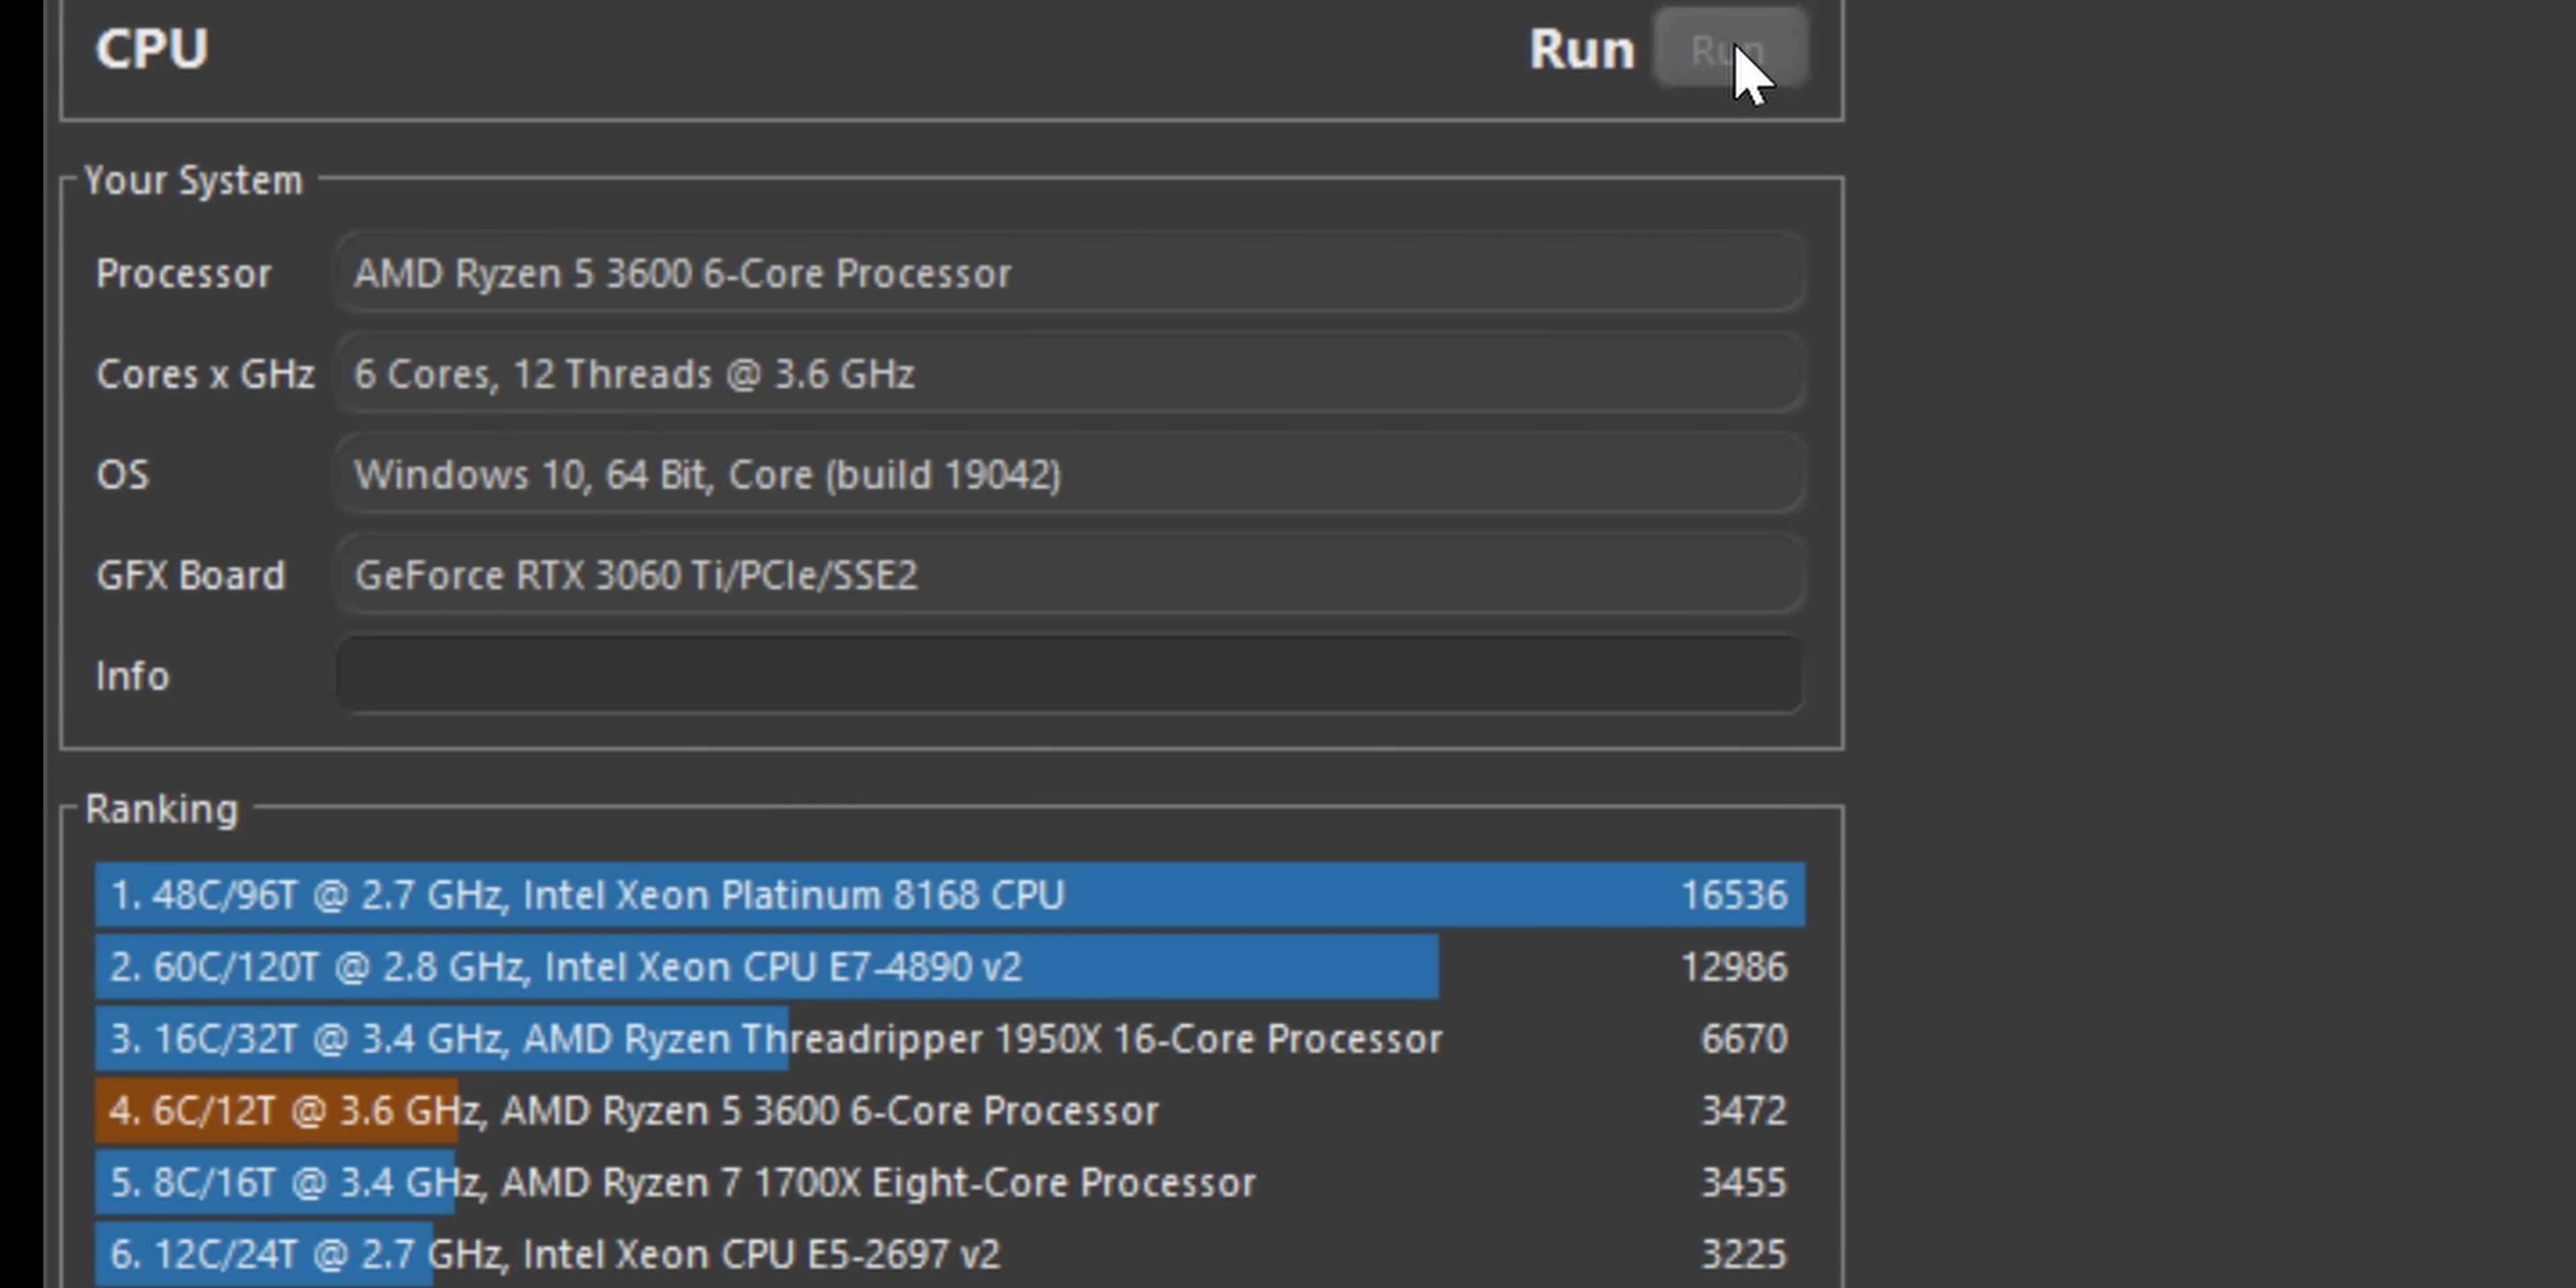 CPU Run Run
Your System
Processor AMD Ryzen 5 3600 6-Core Processor
Cores x GHz 6 Cores, 12 Threads @ 3.6 GHz
OS Windows 10, 64 Bit, Core (build 19042)
GFX Board GeForce RTX 3060 Ti/PCIe/SSE2
Info
Ranking
1. 48C/96T @ 2.7 GHz, Intel Xeon Platinum 8168 CPU 16536
2. 60C/120T @ 2.8 GHz, Intel Xeon CPU E7-4890 v2 12986
3. 16C/32T @ 3.4 GHz, AMD Ryzen Threadripper 1950X 16-Core Processor 6670
4. 6C/12T @ 3.6 GHz, AMD Ryzen 5 3600 6-Core Processor 3472
5. 8C/16T @ 3.4 GHz, AMD Ryzen 7 1700X Eight-Core Processor 3455
6. 12C/24T @ 2.7 GHz, Intel Xeon CPU E5-2697 v2 3225